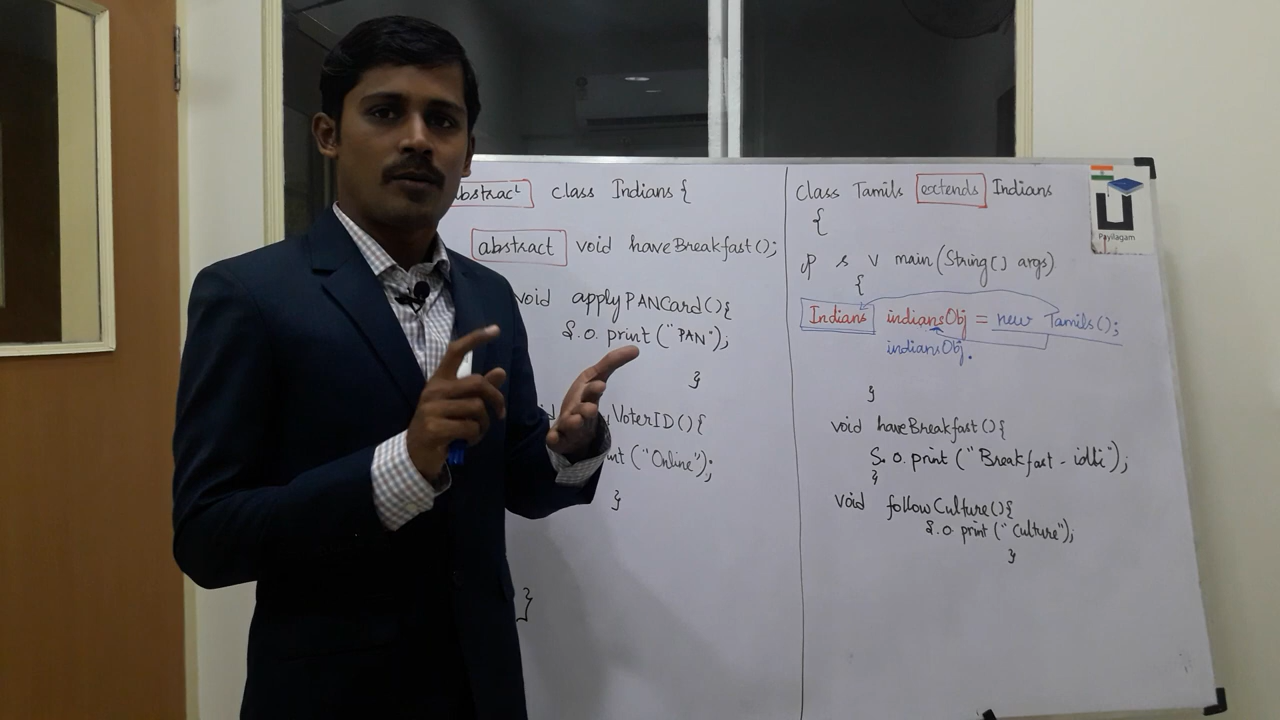 abstract class Indians {
abstract void haveBreakfast();
void applyPANCard(){
S.o. print ("PAN");
}
VoterID(){
("Online");
}
}
Class Tamils extends Indians
{
p s v main(String[] args)
{
Indians indiansObj = new Tamils();
indiansObj.
}
void haveBreakfast(){
S.o. print ("Breakfast - idli");
}
void followCulture(){
S.o. print ("Culture");
}
Payilagam